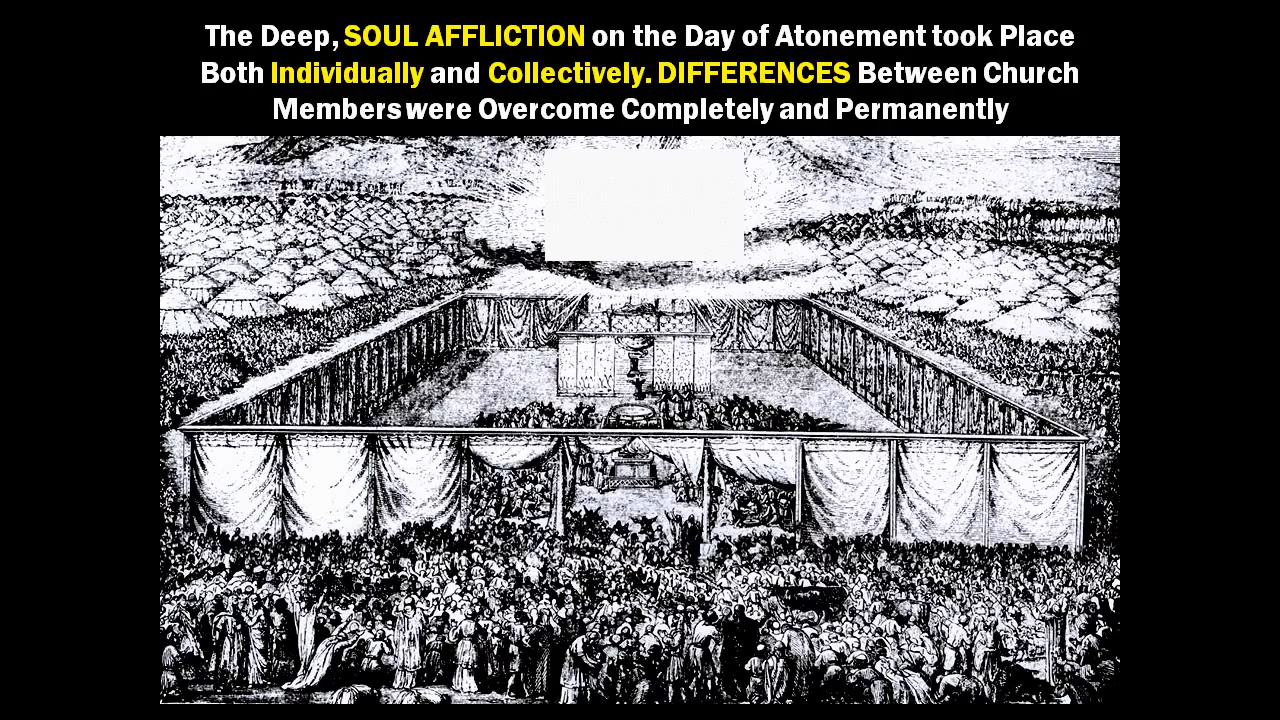 The Deep, SOUL AFFLICTION on the Day of Atonement took Place
Both Individually and Collectively. DIFFERENCES Between Church
Members were Overcome Completely and Permanently